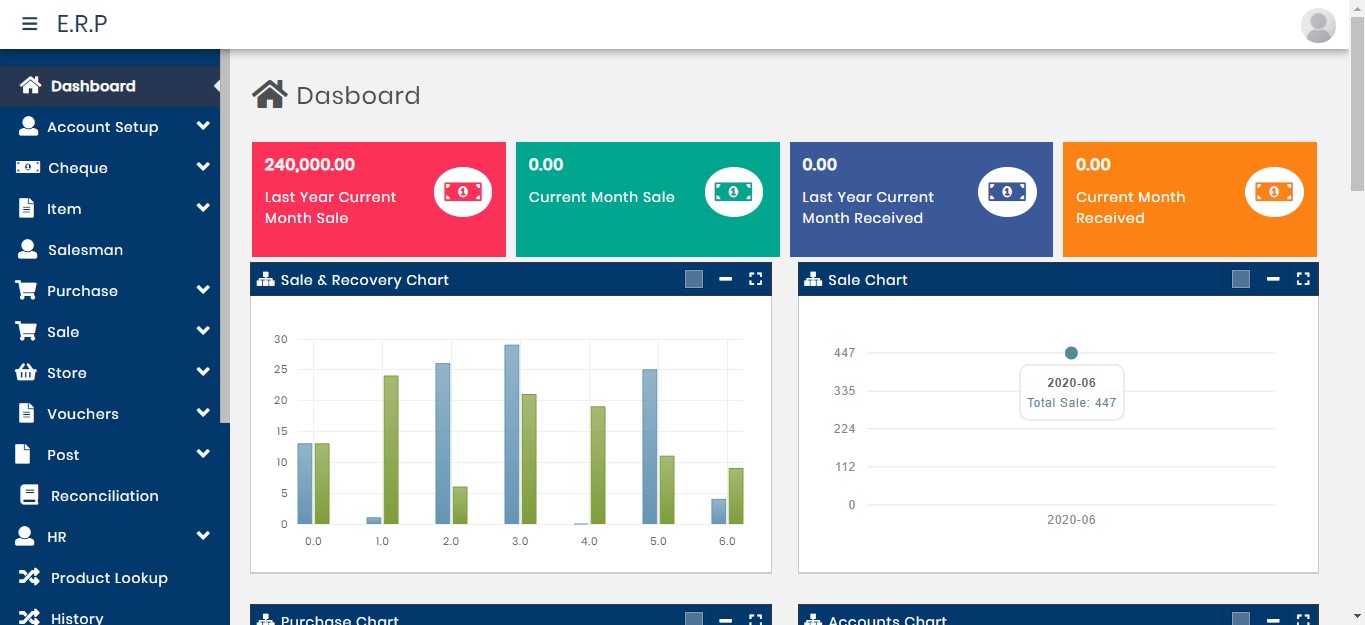 E.R.P
Dashboard
Account Setup
Cheque
Item
Salesman
Purchase
Sale
Store
Vouchers
Post
Reconciliation
HR
Product Lookup
History
Dasboard
240,000.00
Last Year Current
Month Sale
0.00
Current Month Sale
0.00
Last Year Current
Month Received
0.00
Current Month
Received
Sale & Recovery Chart
30
25
20
15
10
5
0
0.0 1.0 2.0 3.0 4.0 5.0 6.0
Sale Chart
447
335
224
112
0
2020-06
Total Sale: 447
2020-06
Purchase Chart
Accounts Chart